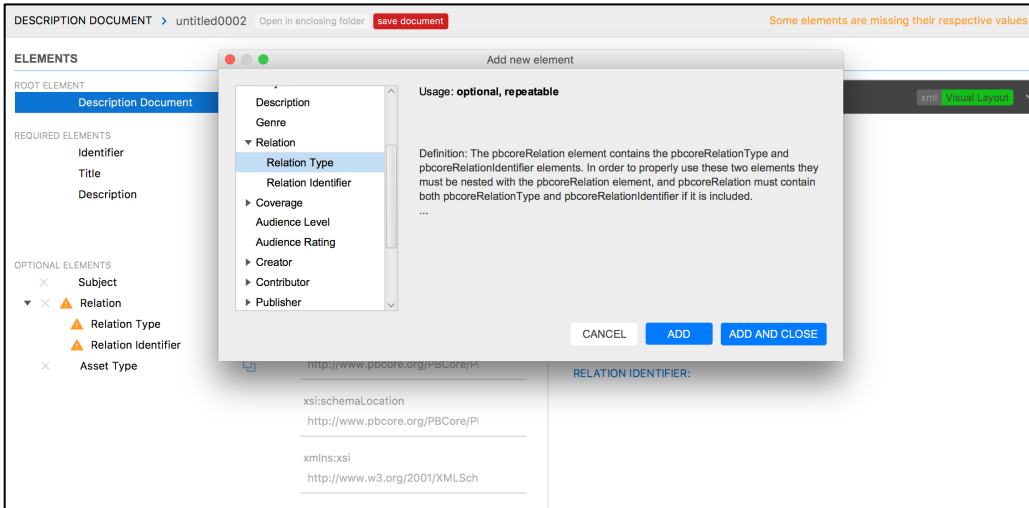 DESCRIPTION DOCUMENT > untitled0002 Open in enclosing folder save document Some elements are missing their respective values
ELEMENTS
ROOT ELEMENT
Description Document
REQUIRED ELEMENTS
Identifier
Title
Description
OPTIONAL ELEMENTS
Subject
Relation
Relation Type
Relation Identifier
Asset Type
Add new element
Description
Genre
Relation
Relation Type
Relation Identifier
Coverage
Audience Level
Audience Rating
Creator
Contributor
Publisher
Usage: optional, repeatable
Definition: The pbcoreRelation element contains the pbcoreRelationType and
pbcoreRelationIdentifier elements. In order to properly use these two elements they
must be nested with the pbcoreRelation element, and pbcoreRelation must contain
both pbcoreRelationType and pbcoreRelationIdentifier if it is included.
...
CANCEL ADD ADD AND CLOSE
xml Visual Layout
http://www.pbcore.org/PBCore/Pl
xsi:schemaLocation
http://www.pbcore.org/PBCore/Pl
xmlns:xsi
http://www.w3.org/2001/XMLSch
RELATION IDENTIFIER: